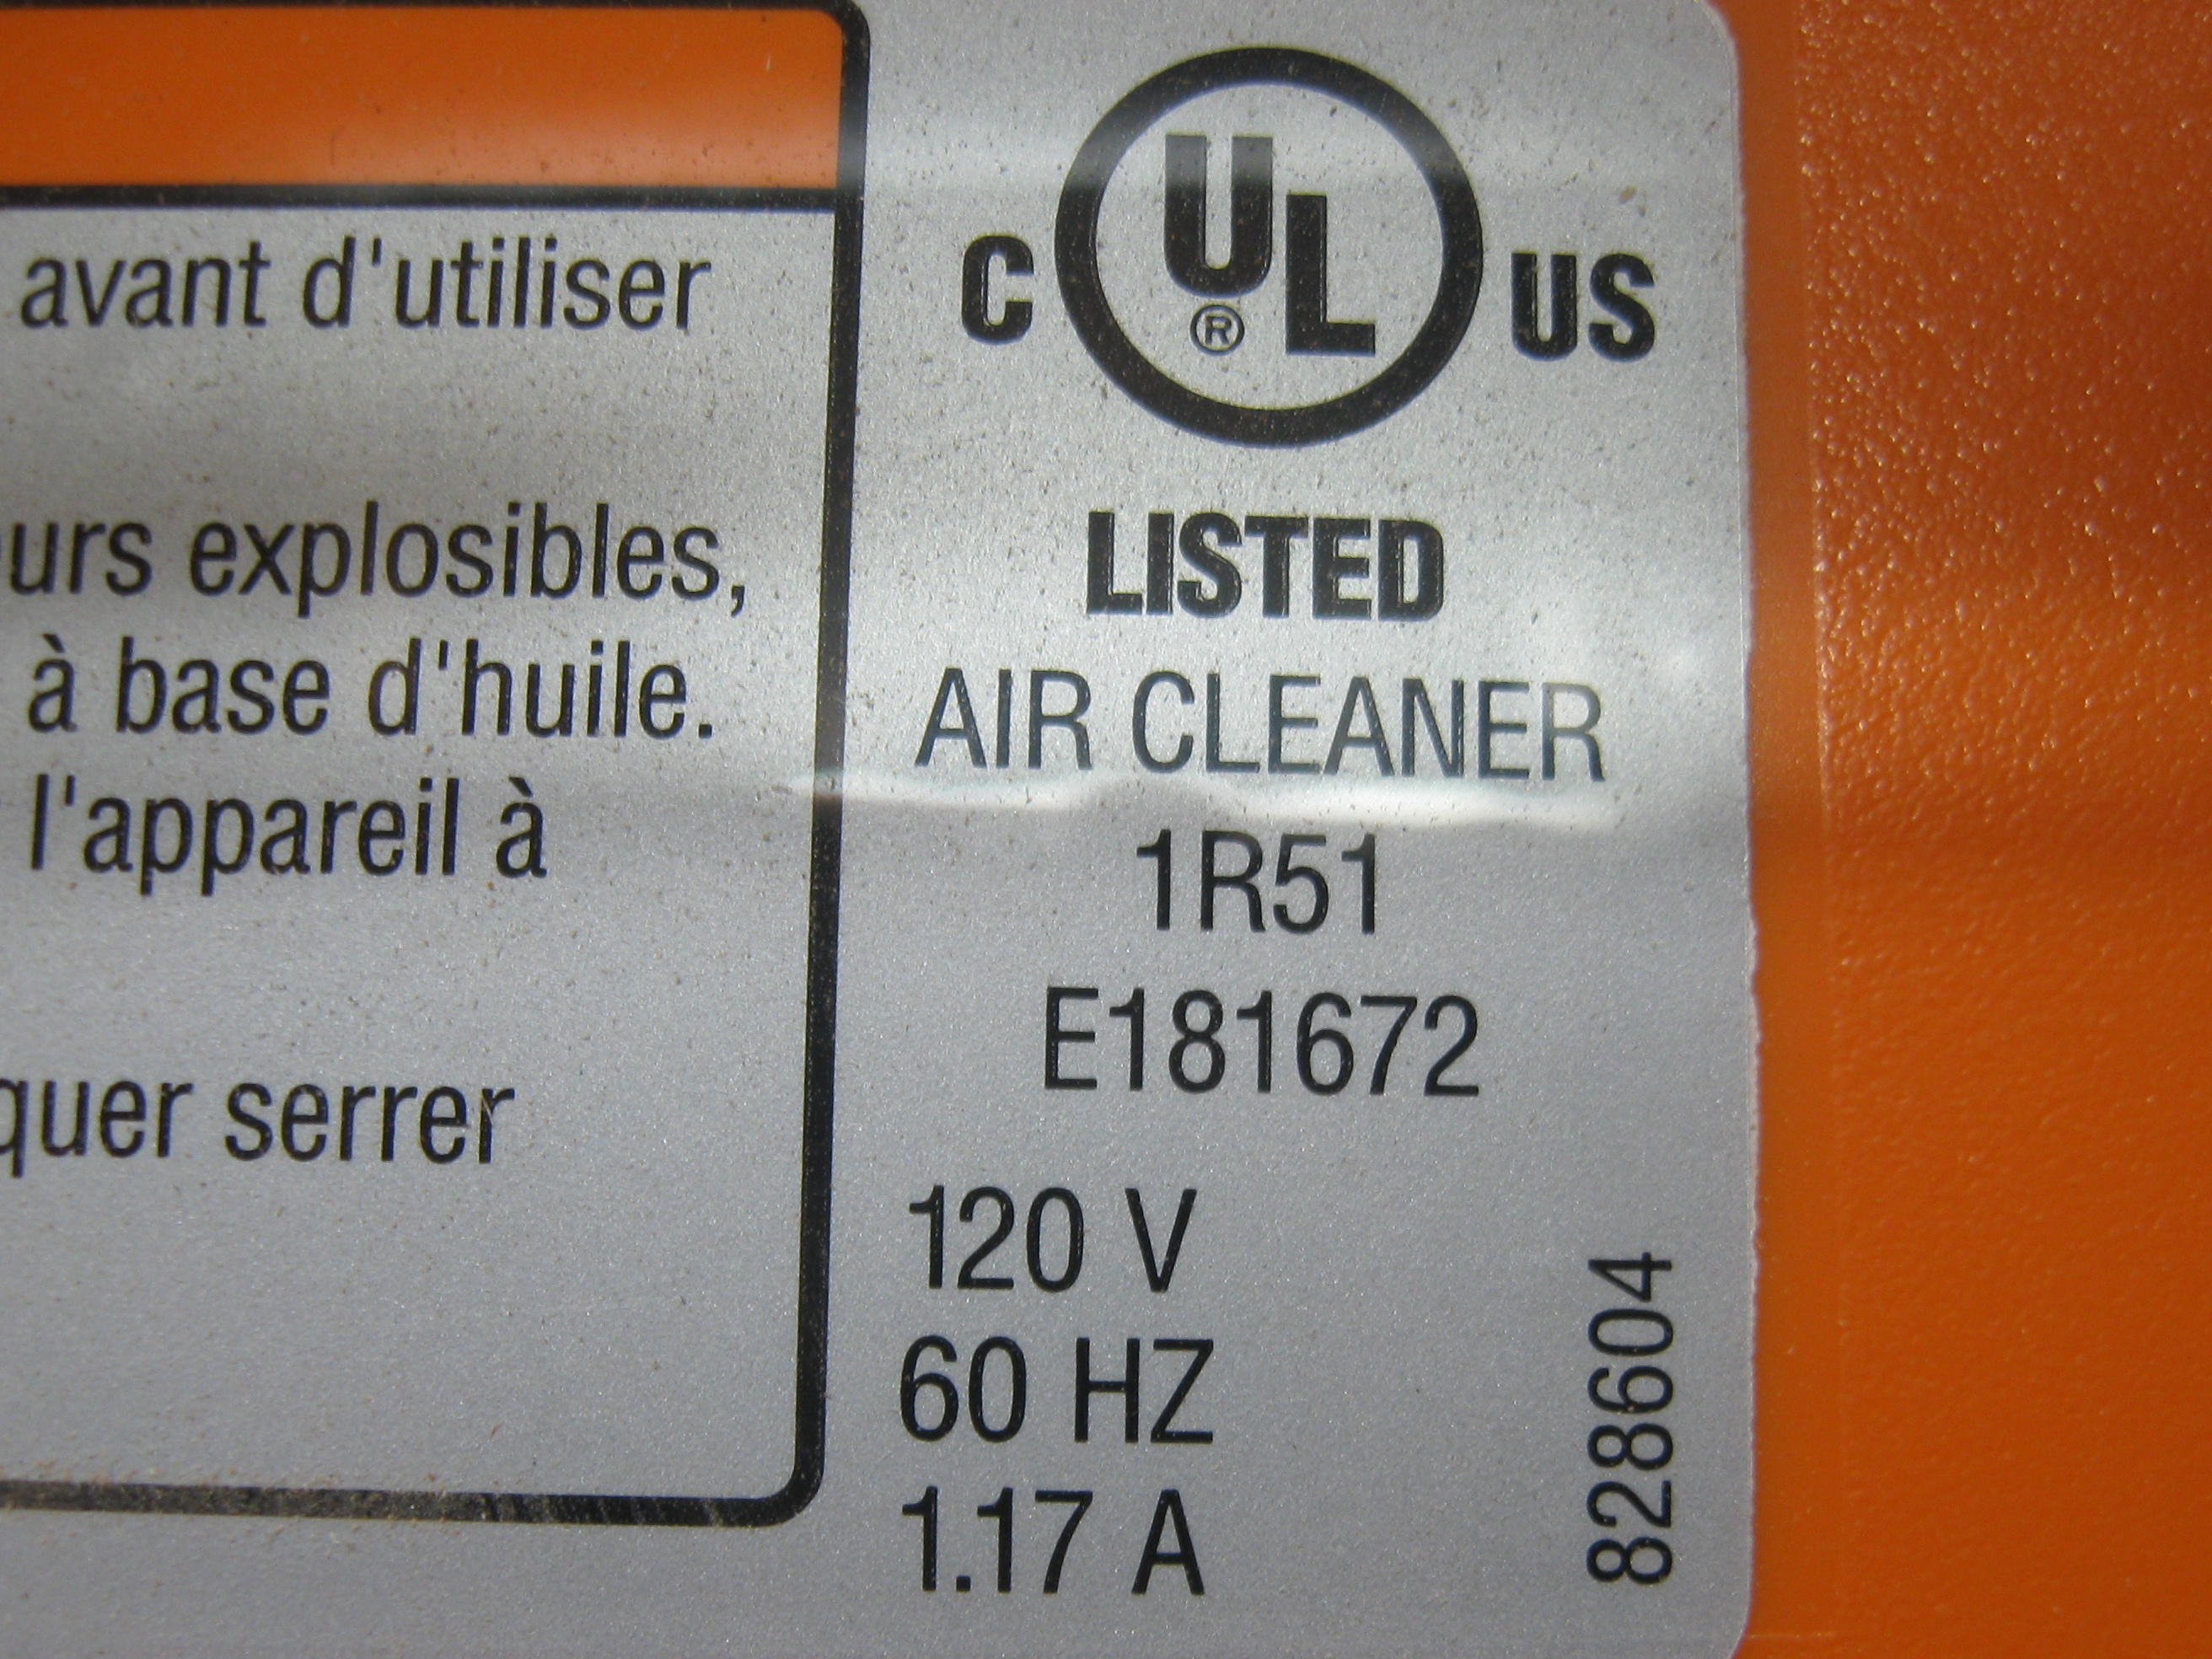 avant d'utiliser
urs explosibles,
à base d'huile.
l'appareil à
quer serrer
C UL® US
LISTED
AIR CLEANER
1R51
E181672
120 V
60 HZ
1.17 A
828604